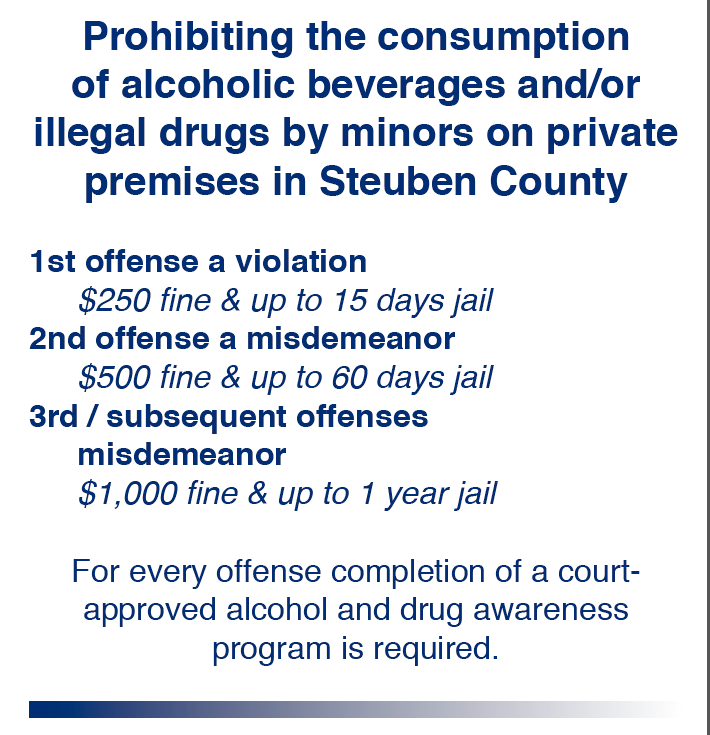 Prohibiting the consumption
of alcoholic beverages and/or
illegal drugs by minors on private
premises in Steuben County
1st offense a violation
$250 fine & up to 15 days jail
2nd offense a misdemeanor
$500 fine & up to 60 days jail
3rd / subsequent offenses
misdemeanor
$1,000 fine & up to 1 year jail
For every offense completion of a court-
approved alcohol and drug awareness
program is required.